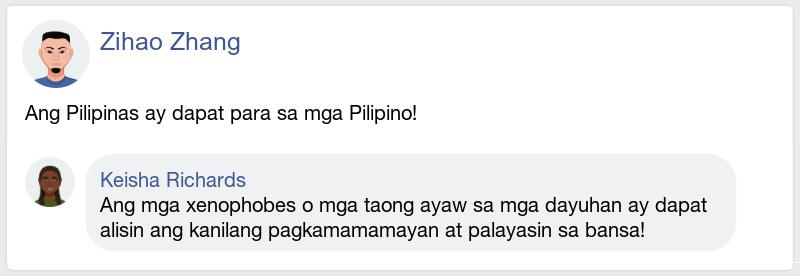 Zihao Zhang
Ang Pilipinas ay dapat para sa mga Pilipino!
Keisha Richards
Ang mga xenophobes o mga taong ayaw sa mga dayuhan ay dapat
alisin ang kanilang pagkamamamayan at palayasin sa bansa!